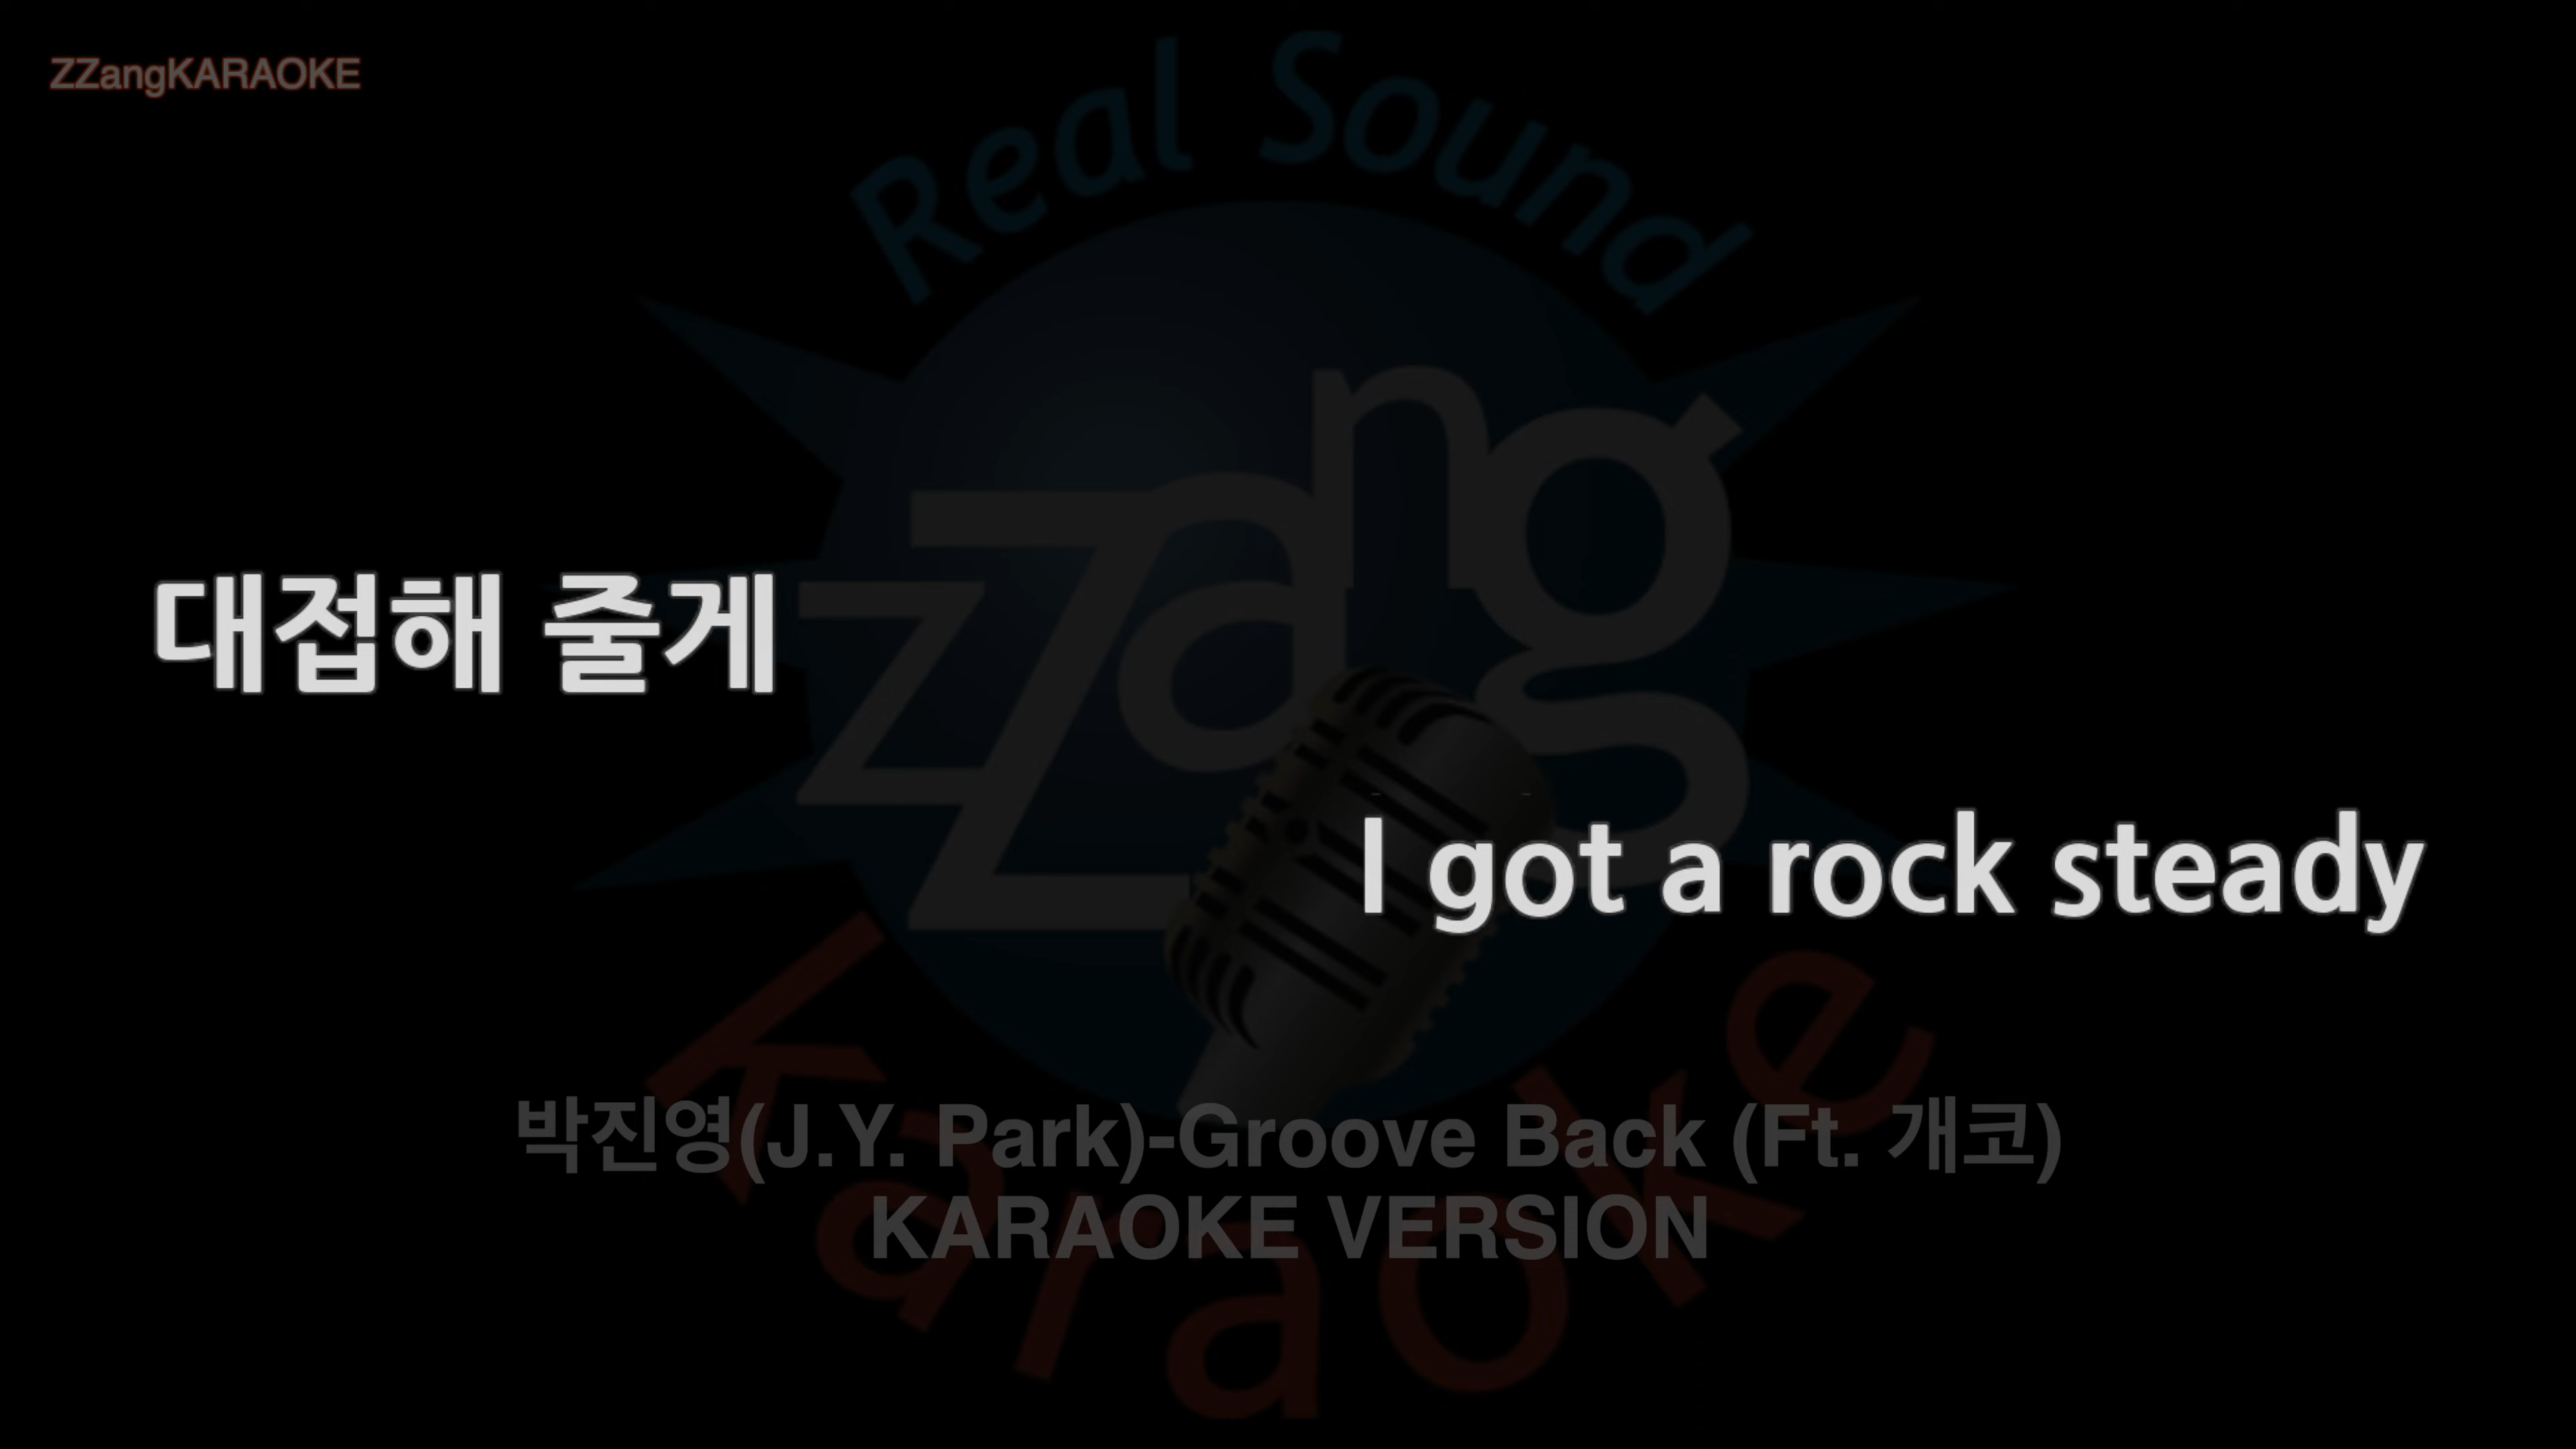 ZZangKARAOKE
Real Sound
zZang
대접해 줄게
I got a rock steady
Karaoke
박진영(J.Y. Park)-Groove Back (Ft. 개코)
KARAOKE VERSION